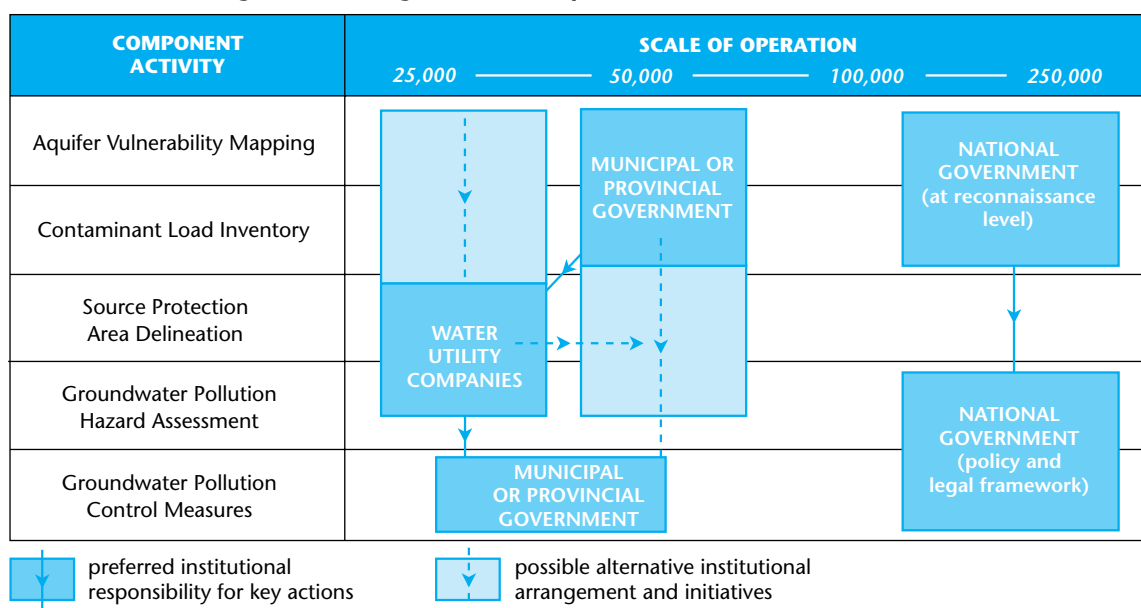 COMPONENT
ACTIVITY
SCALE OF OPERATION
25,000 50,000 100,000 250,000
Aquifer Vulnerability Mapping
Contaminant Load Inventory
Source Protection
Area Delineation
Groundwater Pollution
Hazard Assessment
Groundwater Pollution
Control Measures
MUNICIPAL OR
PROVINCIAL
GOVERNMENT
NATIONAL
GOVERNMENT
(at reconnaissance
level)
WATER
UTILITY
COMPANIES
NATIONAL
GOVERNMENT
(policy and
legal framework)
MUNICIPAL
OR PROVINCIAL
GOVERNMENT
preferred institutional
responsibility for key actions
possible alternative institutional
arrangement and initiatives